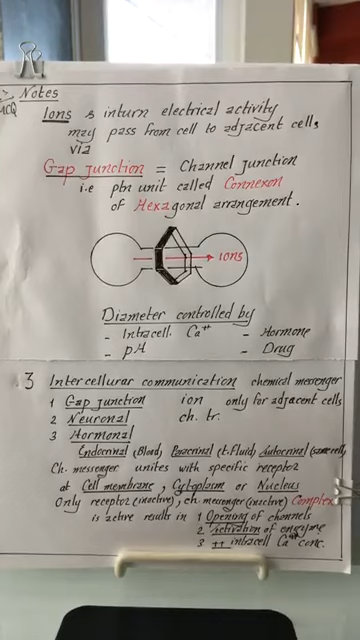 Notes
MCQ
Ions & inturn electrical activity
may pass from cell to adjacent cells
via
Gap junction = Channel junction
i.e pbn unit called Connexon
of Hexagonal arrangement.
ions
Diameter controlled by
- Intracell. Ca++ - Hormone
- pH - Drug
.3 Intercellurar communication chemical messenger
1 Gap junction ion only for adjacent cells
2 Neuronal ch. tr.
3 Hormonal
Endocrinal (Blood) Paracrinal (t.fluid) Autocrinal (same cell)
Ch. messenger unites with specific receptor
at Cell membrane, Cytoplasm or Nucleus
Only receptor (inactive), ch. messenger (inactive) Complex
is active results in 1 Opening of channels
2. activation of enzyme
3 ↑↑ intracell Ca++ conc.